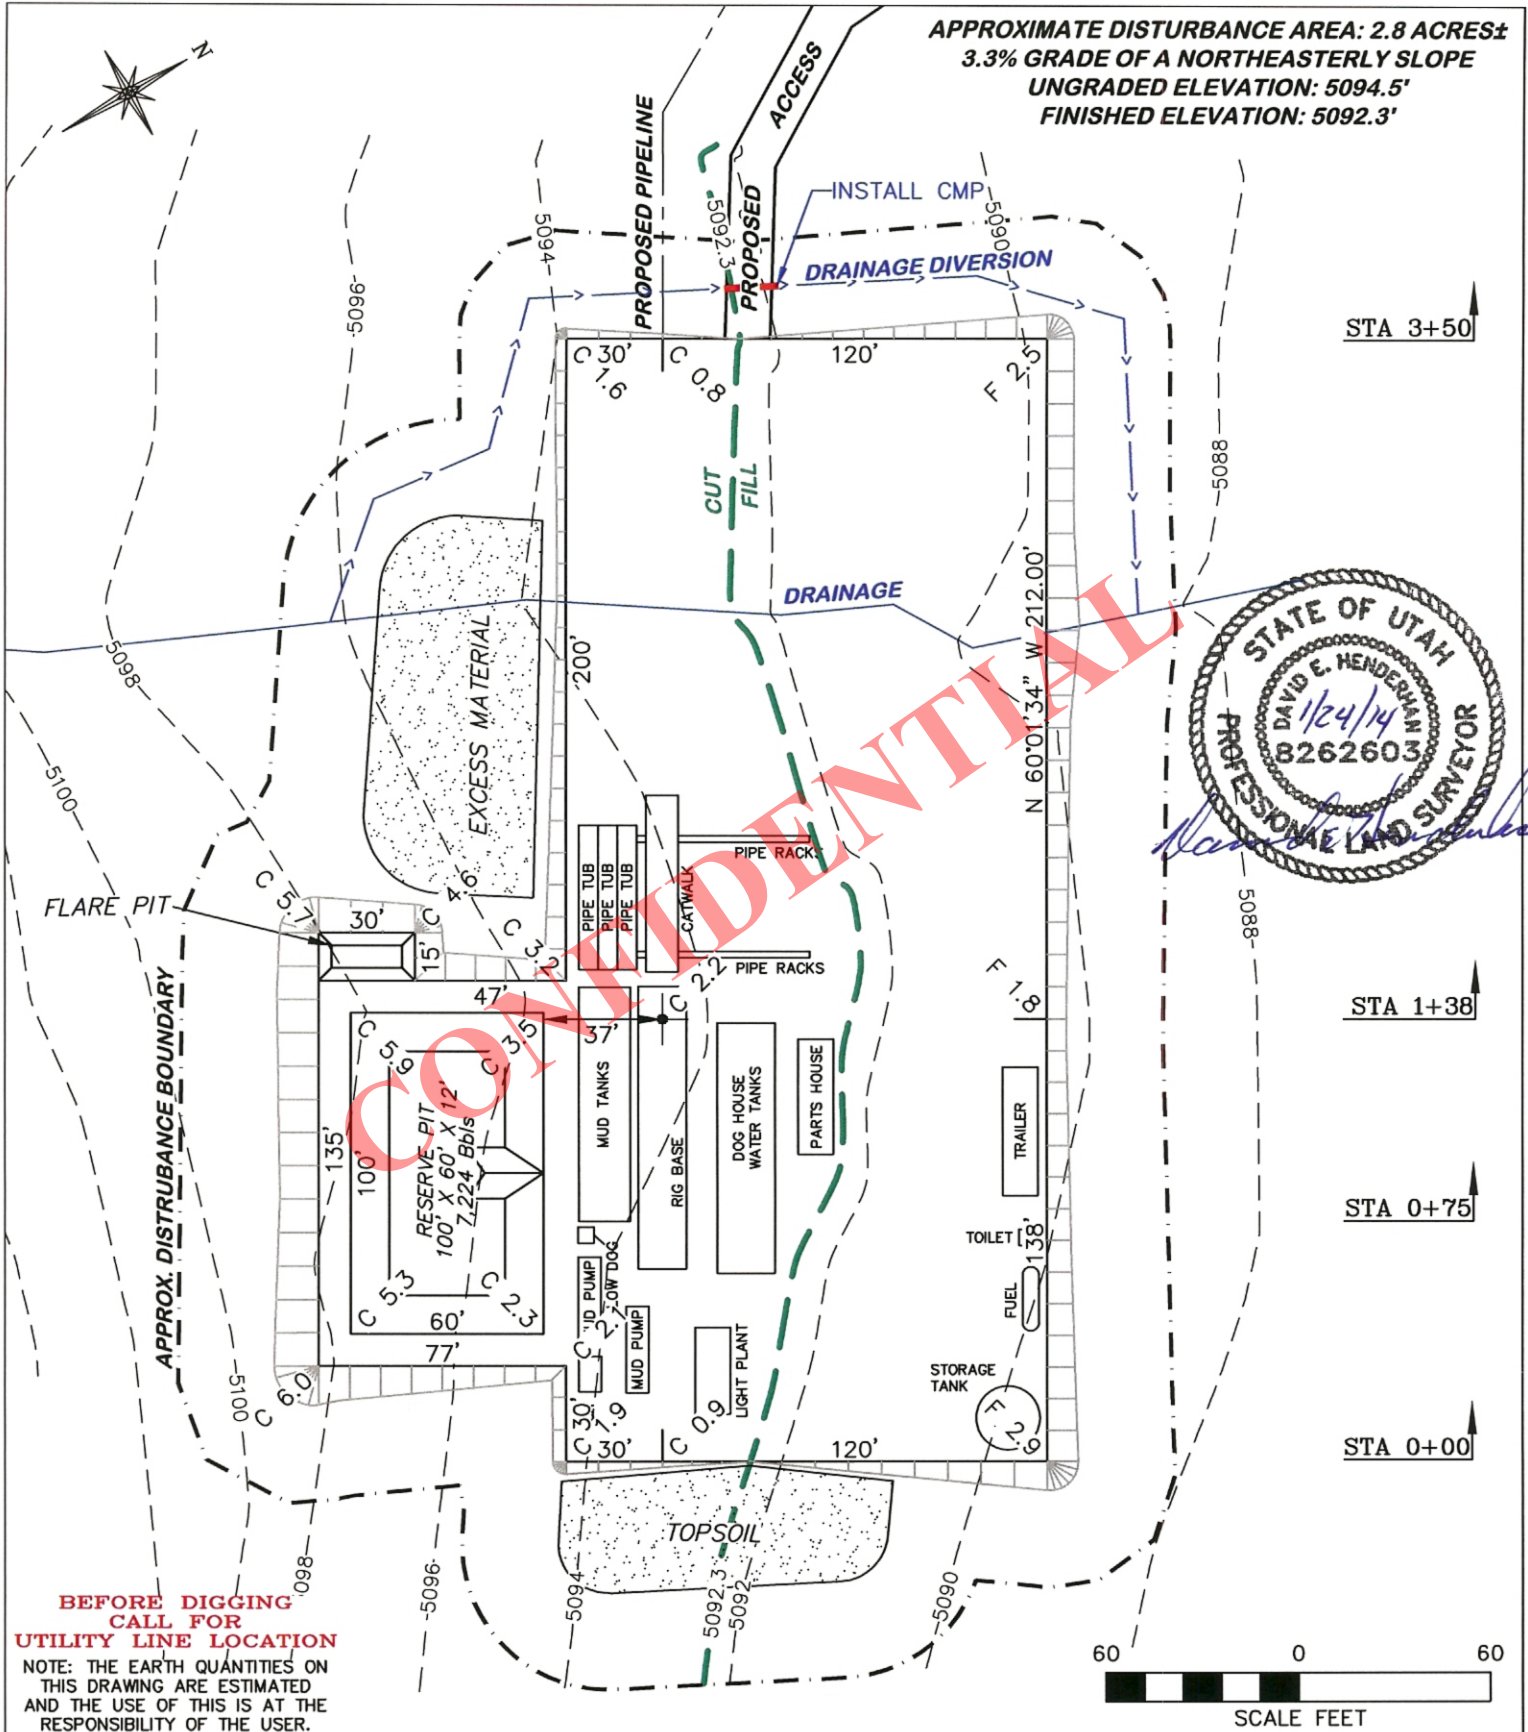 APPROXIMATE DISTURBANCE AREA: 2.8 ACRES±
3.3% GRADE OF A NORTHEASTERLY SLOPE
UNGRADED ELEVATION: 5094.5'
FINISHED ELEVATION: 5092.3'
N
PROPOSED PIPELINE
PROPOSED
ACCESS
INSTALL CMP
DRAINAGE DIVERSION
5096
5094
5092.3
5090
STA 3+50
C 1.6
30'
C 0.8
120'
F 2.5
5088
CUT
FILL
DRAINAGE
N 60°01'34" W 212.00'
200'
EXCESS MATERIAL
5098
5100
STATE OF UTAH
DAVID E. HENDERHAN
1/24/14
8262603
PROFESSIONAL LAND SURVEYOR
CONFIDENTIAL
PIPE TUB
PIPE TUB
PIPE TUB
CATWALK
PIPE RACKS
PIPE RACKS
FLARE PIT
C 5.7
30'
15'
C 4.6
C 3.2
C 2.2
F 1.8
5088
STA 1+38
47'
37'
C 5.9
C 3.5
APPROX. DISTRUBANCE BOUNDARY
135'
100'
RESERVE PIT
100' X 60' X 12'
7,224 Bbls
MUD TANKS
RIG BASE
DOG HOUSE
WATER TANKS
PARTS HOUSE
TRAILER
STA 0+75
TOILET
138'
FUEL
C 5.3
C 2.3
60'
77'
MUD PUMP
LIGHT PLANT
STORAGE
TANK
F 2.9
C 6.0
5100
30'
C 1.9
30'
C 0.9
120'
STA 0+00
TOPSOIL
5096
5094
5092.3
5092
5090
BEFORE DIGGING
CALL FOR
UTILITY LINE LOCATION
NOTE: THE EARTH QUANTITIES ON
THIS DRAWING ARE ESTIMATED
AND THE USE OF THIS IS AT THE
RESPONSIBILITY OF THE USER.
60 0 60
SCALE FEET